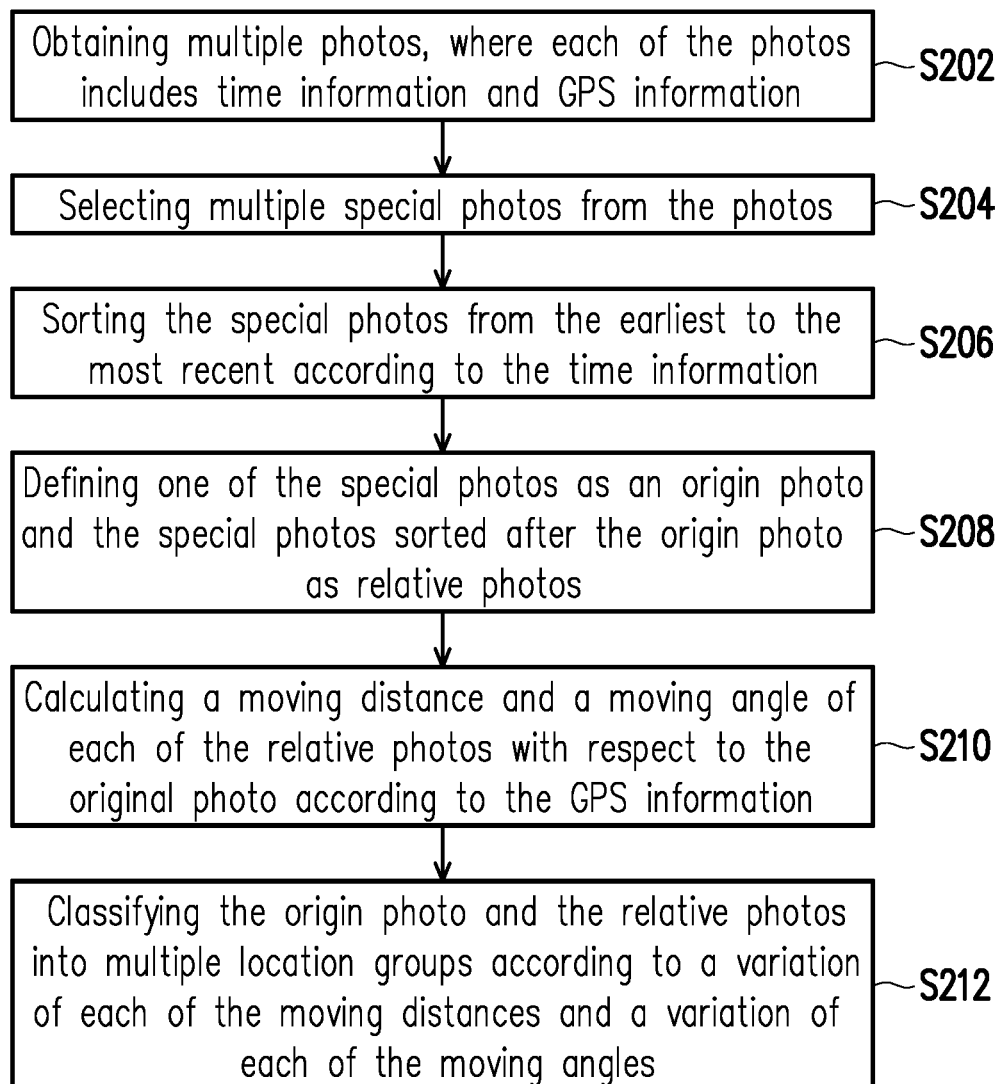 Obtaining multiple photos, where each of the photos
includes time information and GPS information
S202
Selecting multiple special photos from the photos
S204
Sorting the special photos from the earliest to the
most recent according to the time information
S206
Defining one of the special photos as an origin photo
and the special photos sorted after the origin photo
as relative photos
S208
Calculating a moving distance and a moving angle of
each of the relative photos with respect to the
original photo according to the GPS information
S210
Classifying the origin photo and the relative photos
into multiple location groups according to a variation
of each of the moving distances and a variation of
each of the moving angles
S212